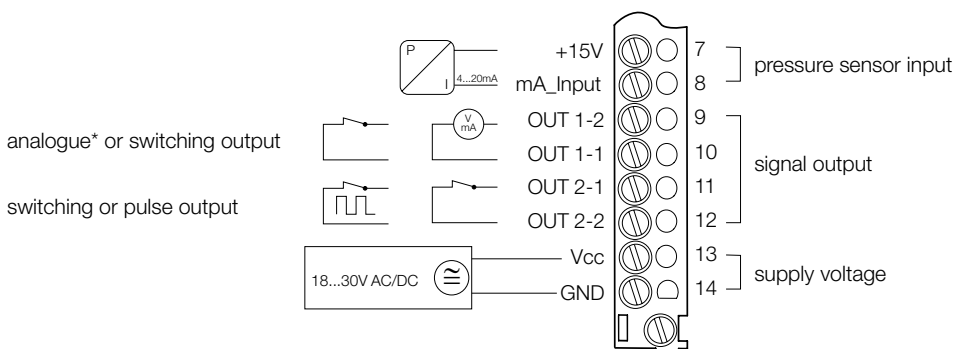 P
I
4...20mA
+15V
7
mA_Input
8
pressure sensor input
analogue* or switching output
V
mA
OUT 1-2
9
OUT 1-1
10
signal output
switching or pulse output
OUT 2-1
11
OUT 2-2
12
18...30V AC/DC
≅
Vcc
13
GND
14
supply voltage